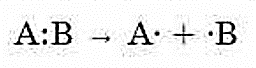 A:B → A· + ·B